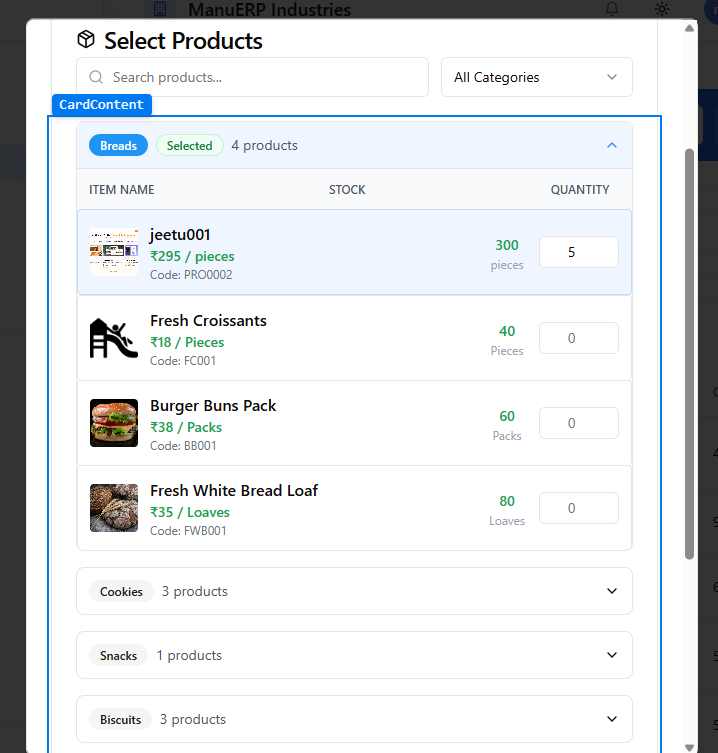 ManuERP Industries
Select Products
Search products...
All Categories
CardContent
Breads Selected 4 products
ITEM NAME STOCK QUANTITY
jeetu001
₹295 / pieces
Code: PRO0002
300
pieces
5
Fresh Croissants
₹18 / Pieces
Code: FC001
40
Pieces
0
Burger Buns Pack
₹38 / Packs
Code: BB001
60
Packs
0
Fresh White Bread Loaf
₹35 / Loaves
Code: FWB001
80
Loaves
0
Cookies 3 products
Snacks 1 products
Biscuits 3 products